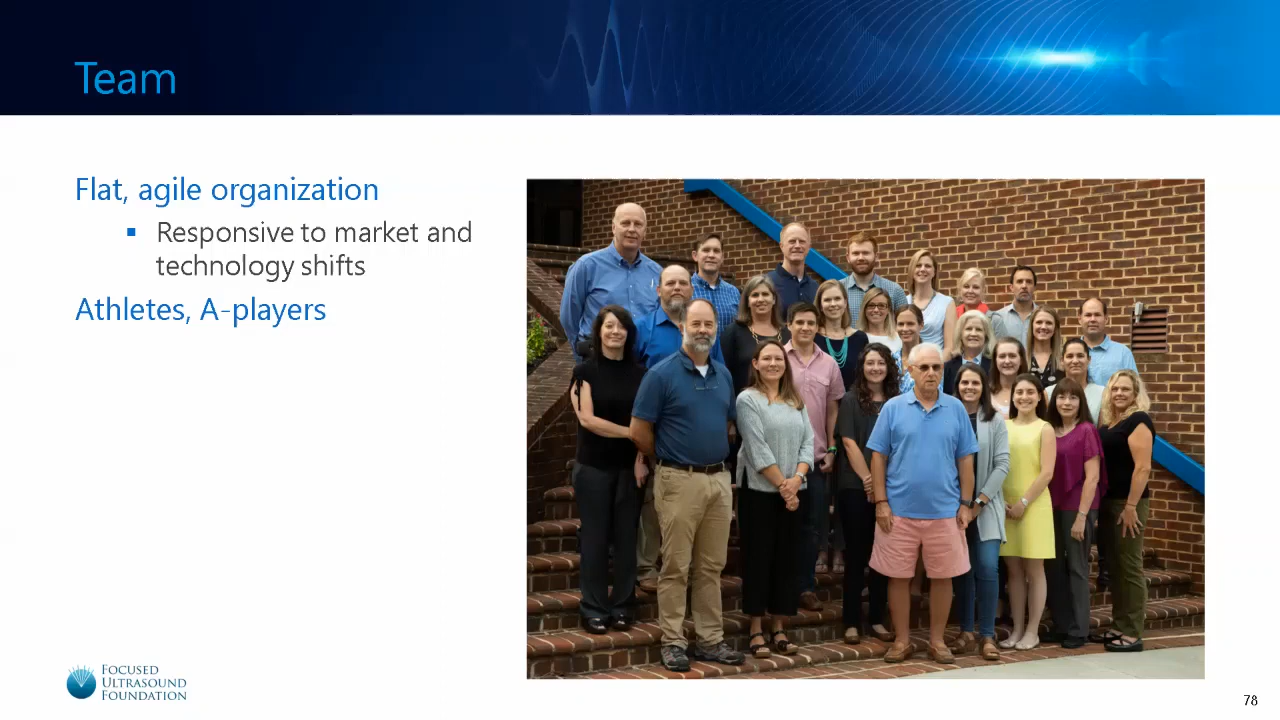 Team
Flat, agile organization
▪ Responsive to market and
technology shifts
Athletes, A-players
FOCUSED
ULTRASOUND
FOUNDATION
78